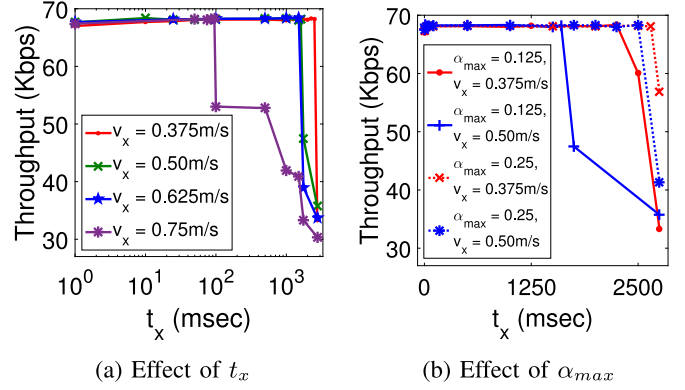 70
60
50
40
30
Throughput (Kbps)
v_x = 0.375m/s
v_x = 0.50m/s
v_x = 0.625m/s
v_x = 0.75m/s
10^0
10^1
10^2
10^3
t_x (msec)
(a) Effect of t_x
70
60
50
40
30
Throughput (Kbps)
α_max = 0.125,
v_x = 0.375m/s
α_max = 0.125,
v_x = 0.50m/s
α_max = 0.25,
v_x = 0.375m/s
α_max = 0.25,
v_x = 0.50m/s
0
1250
2500
t_x (msec)
(b) Effect of α_max